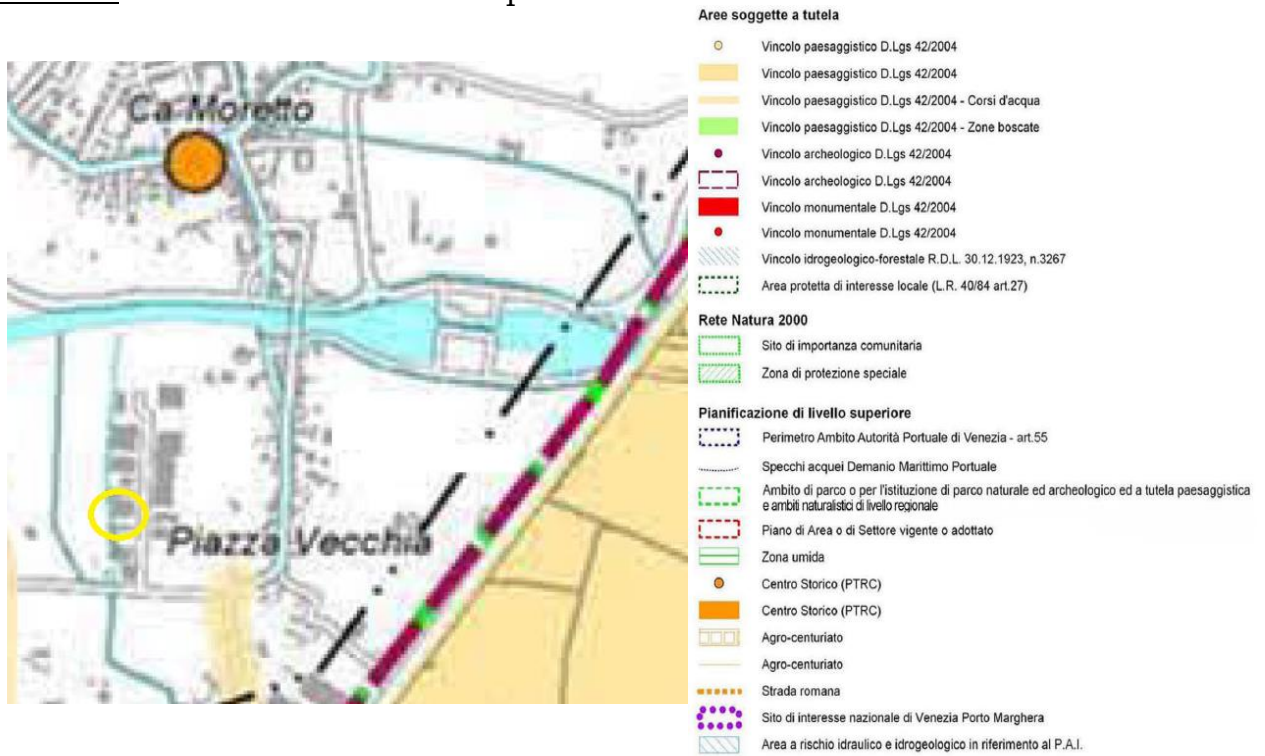 Ca Moretto
Piazza Vecchia
Aree soggette a tutela
Vincolo paesaggistico D.Lgs 42/2004
Vincolo paesaggistico D.Lgs 42/2004
Vincolo paesaggistico D.Lgs 42/2004 - Corsi d'acqua
Vincolo paesaggistico D.Lgs 42/2004 - Zone boscate
Vincolo archeologico D.Lgs 42/2004
Vincolo archeologico D.Lgs 42/2004
Vincolo monumentale D.Lgs 42/2004
Vincolo monumentale D.Lgs 42/2004
Vincolo idrogeologico-forestale R.D.L. 30.12.1923, n.3267
Area protetta di interesse locale (L.R. 40/84 art.27)
Rete Natura 2000
Sito di importanza comunitaria
Zona di protezione speciale
Pianificazione di livello superiore
Perimetro Ambito Autorità Portuale di Venezia - art.55
Specchi acquei Demanio Marittimo Portuale
Ambito di parco o per l'istituzione di parco naturale ed archeologico ed a tutela paesaggistica
e ambiti naturalistici di livello regionale
Piano di Area o di Settore vigente o adottato
Zona umida
Centro Storico (PTRC)
Centro Storico (PTRC)
Agro-centuriato
Agro-centuriato
Strada romana
Sito di interesse nazionale di Venezia Porto Marghera
Area a rischio idraulico e idrogeologico in riferimento al P.A.I.